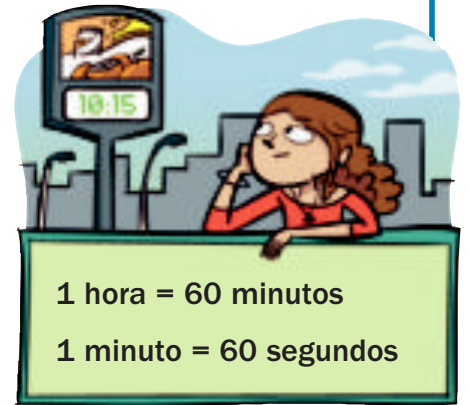 10:15
1 hora = 60 minutos
1 minuto = 60 segundos